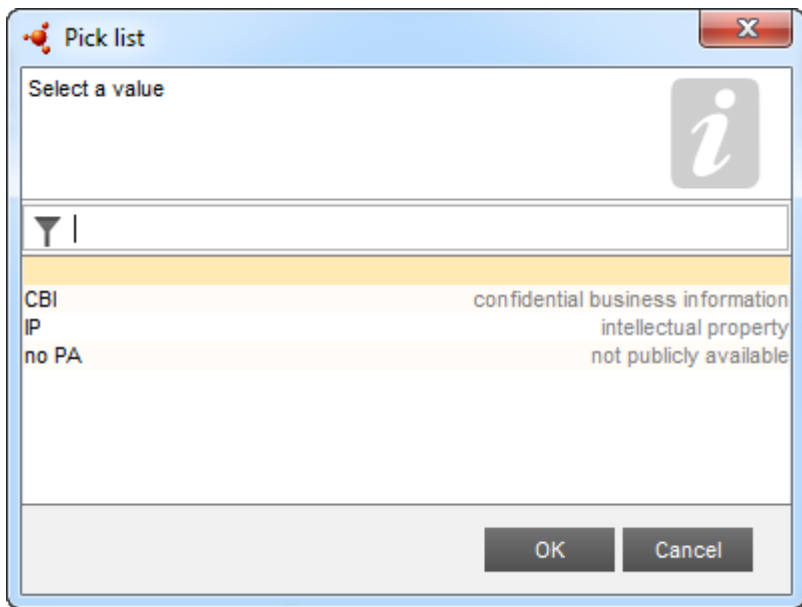 Pick list
Select a value
CBI confidential business information
IP intellectual property
no PA not publicly available
OK Cancel